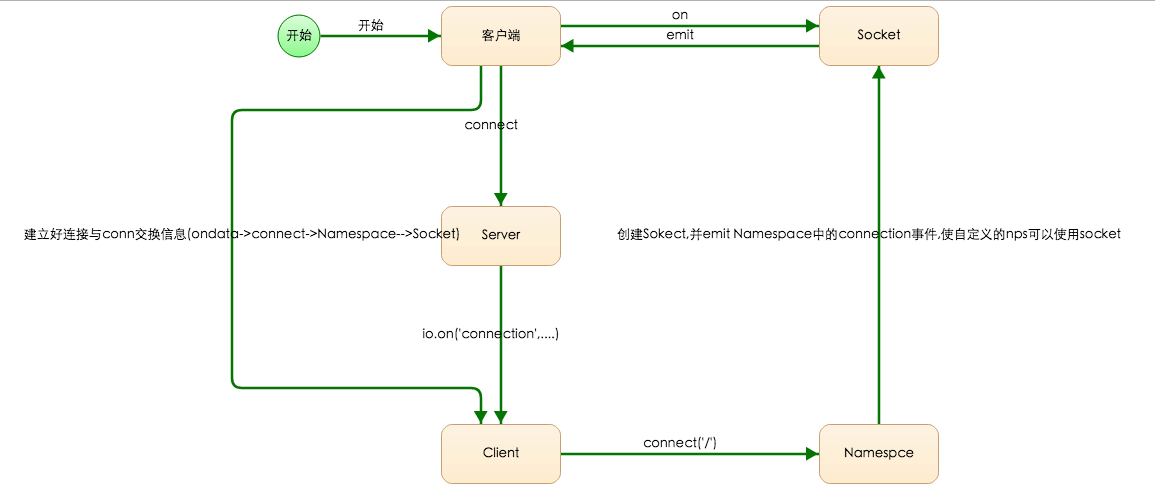 开始
开始
客户端
on
emit
Socket
connect
建立好连接与conn交换信息(ondata->connect->Namespace-->Socket)
Server
创建Sokect,并emit Namespace中的connection事件,使自定义的nps可以使用socket
io.on('connection',....)
Client
connect('/')
Namespce